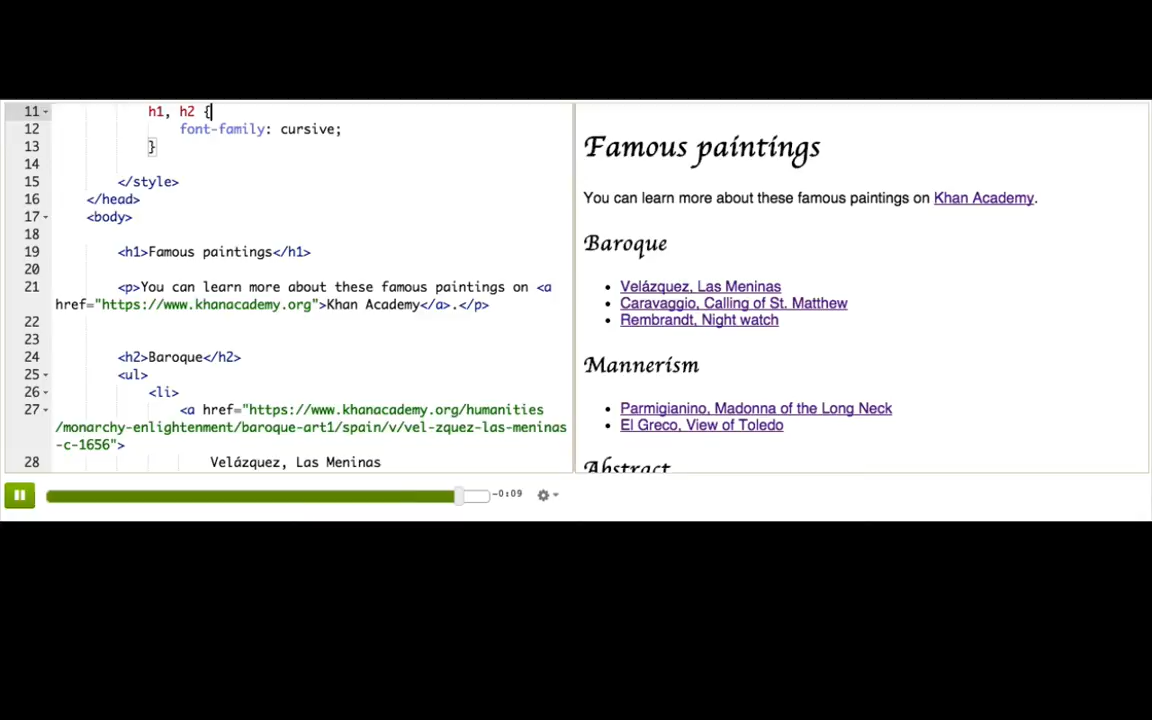 11 h1, h2 {
12 font-family: cursive;
13 }
14
15 </style>
16 </head>
17 <body>
18
19 <h1>Famous paintings</h1>
20
21 <p>You can learn more about these famous paintings on <a
href="https://www.khanacademy.org">Khan Academy</a>.</p>
22
23
24 <h2>Baroque</h2>
25 <ul>
26 <li>
27 <a href="https://www.khanacademy.org/humanities
/monarchy-enlightenment/baroque-art1/spain/v/vel-zquez-las-meninas
-c-1656">
28 Velázquez, Las Meninas
Famous paintings
You can learn more about these famous paintings on Khan Academy.
Baroque
• Velázquez, Las Meninas
• Caravaggio, Calling of St. Matthew
• Rembrandt, Night watch
Mannerism
• Parmigianino, Madonna of the Long Neck
• El Greco, View of Toledo
Abstract
-0:09